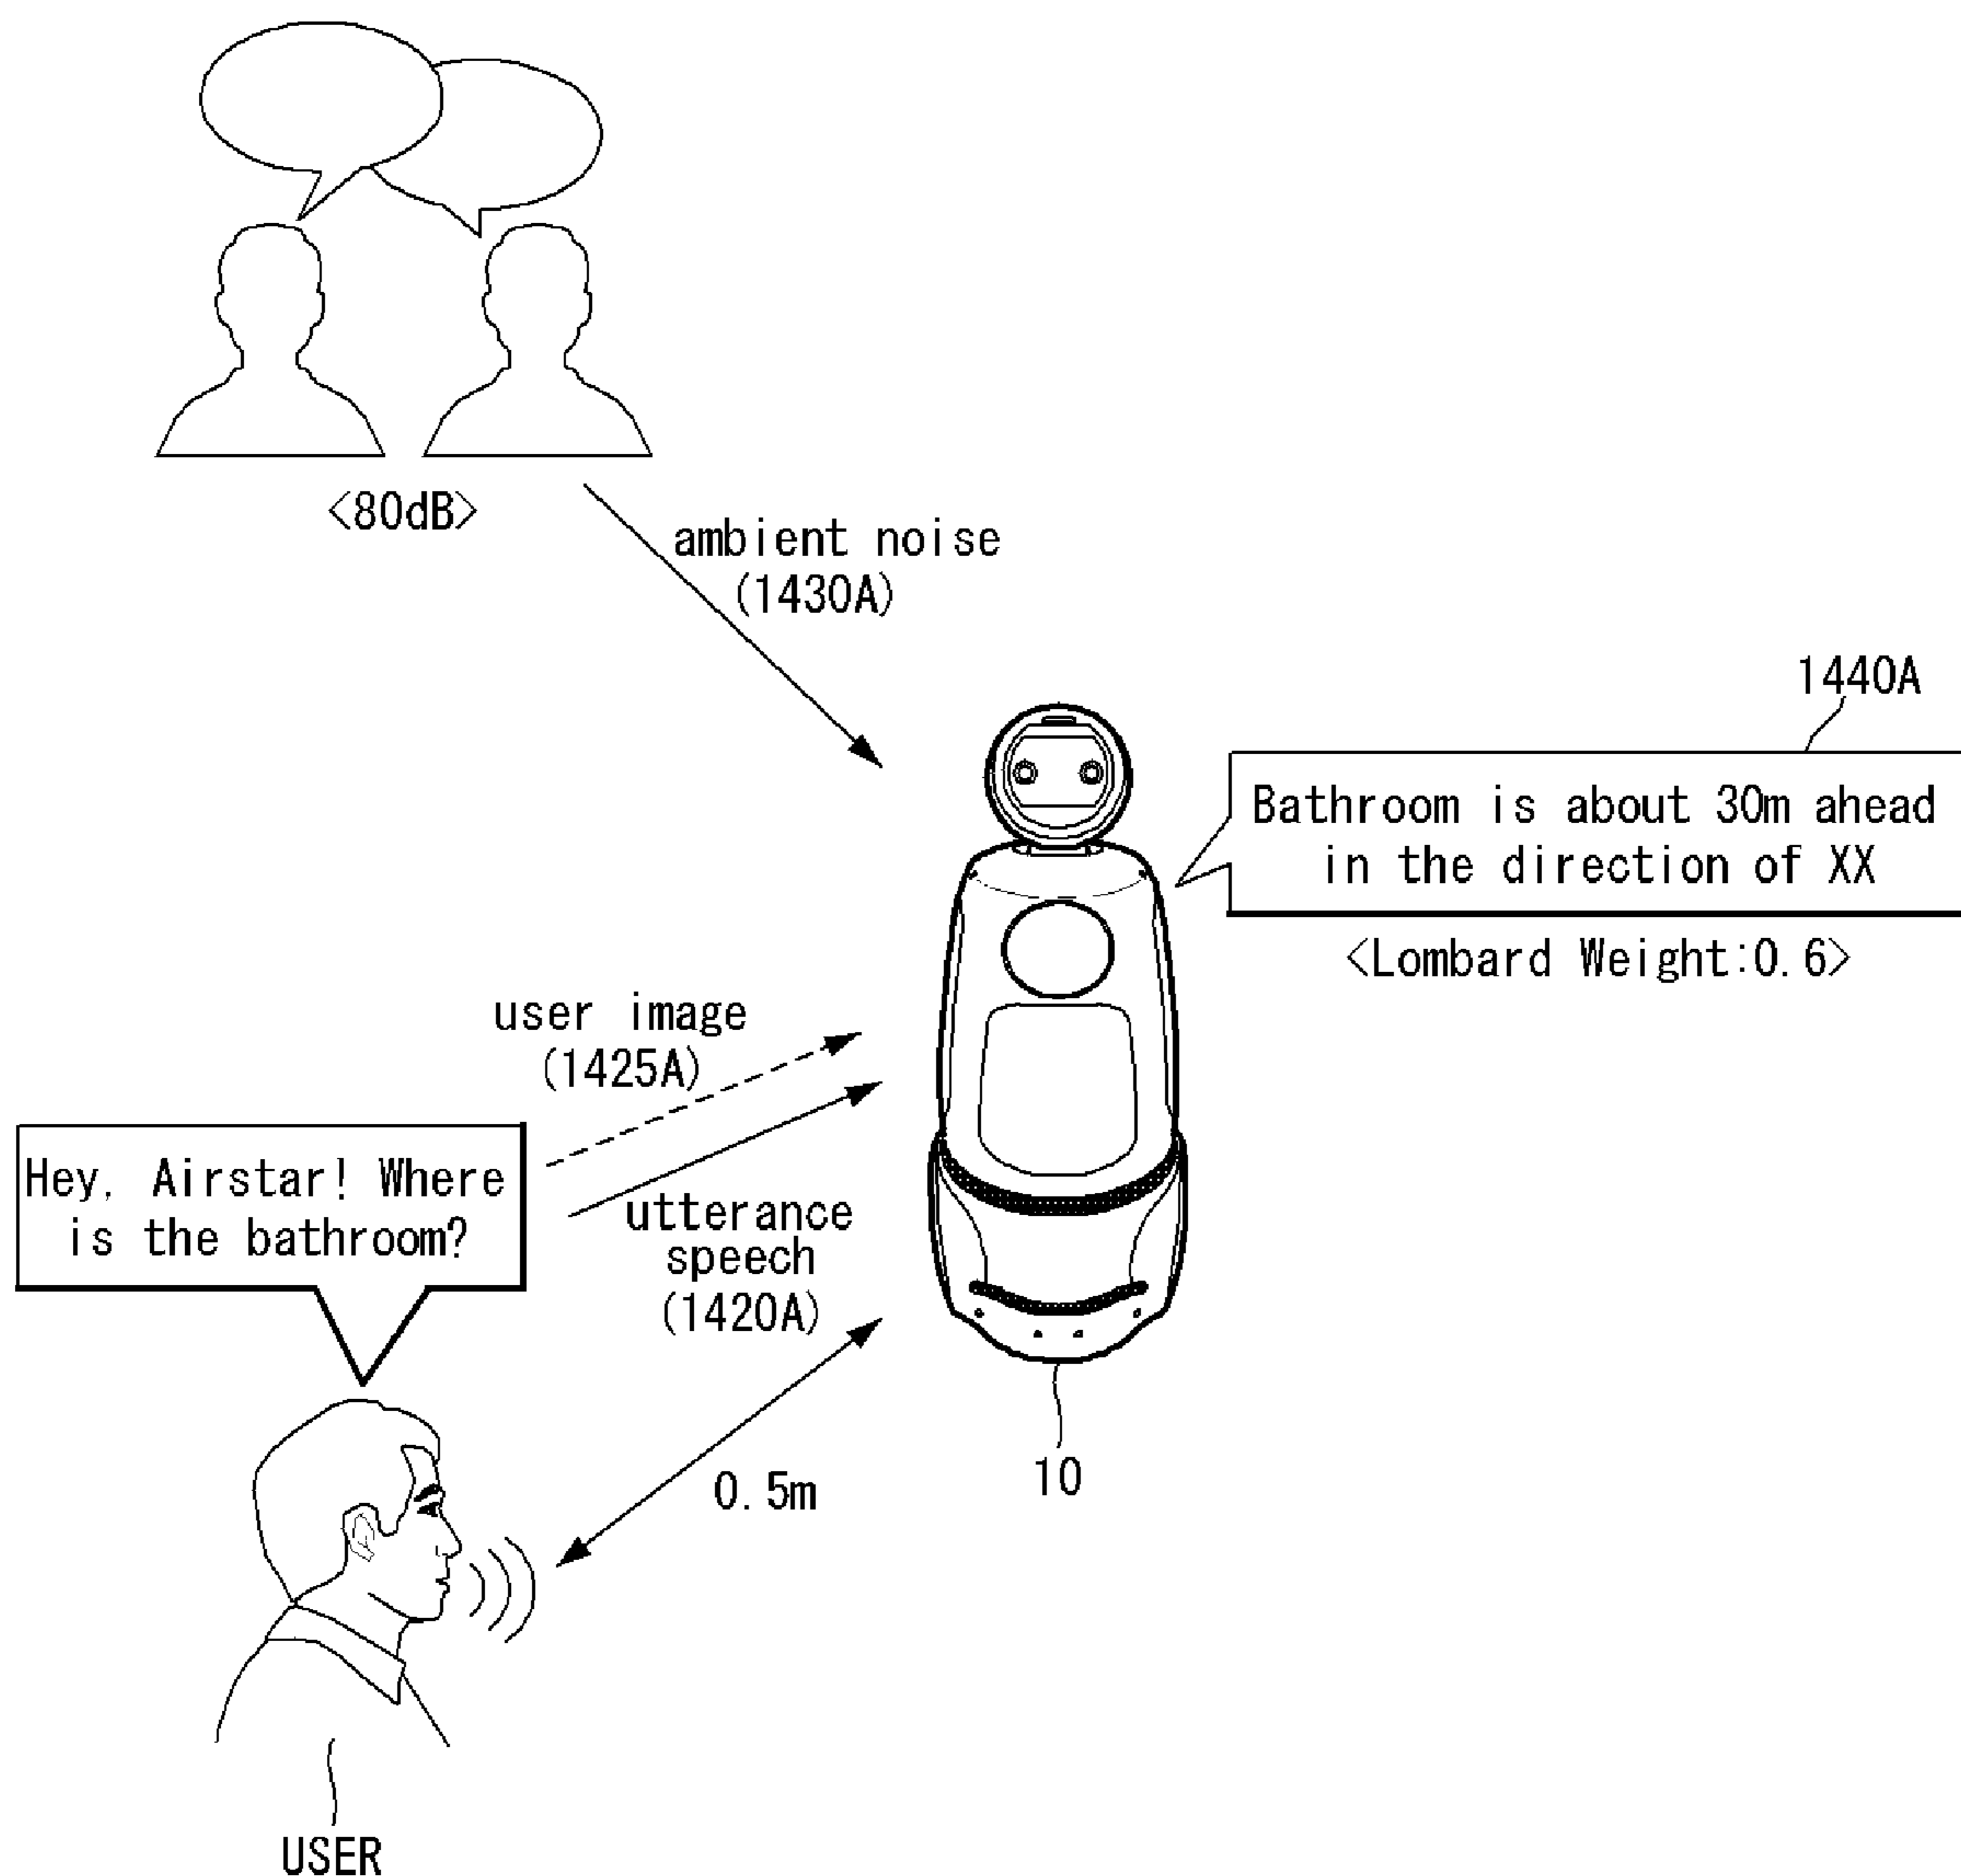 <80dB>
ambient noise
(1430A)
1440A
Bathroom is about 30m ahead
in the direction of XX
<Lombard Weight:0.6>
user image
(1425A)
Hey, Airstar! Where
is the bathroom?
utterance
speech
(1420A)
0.5m
10
USER